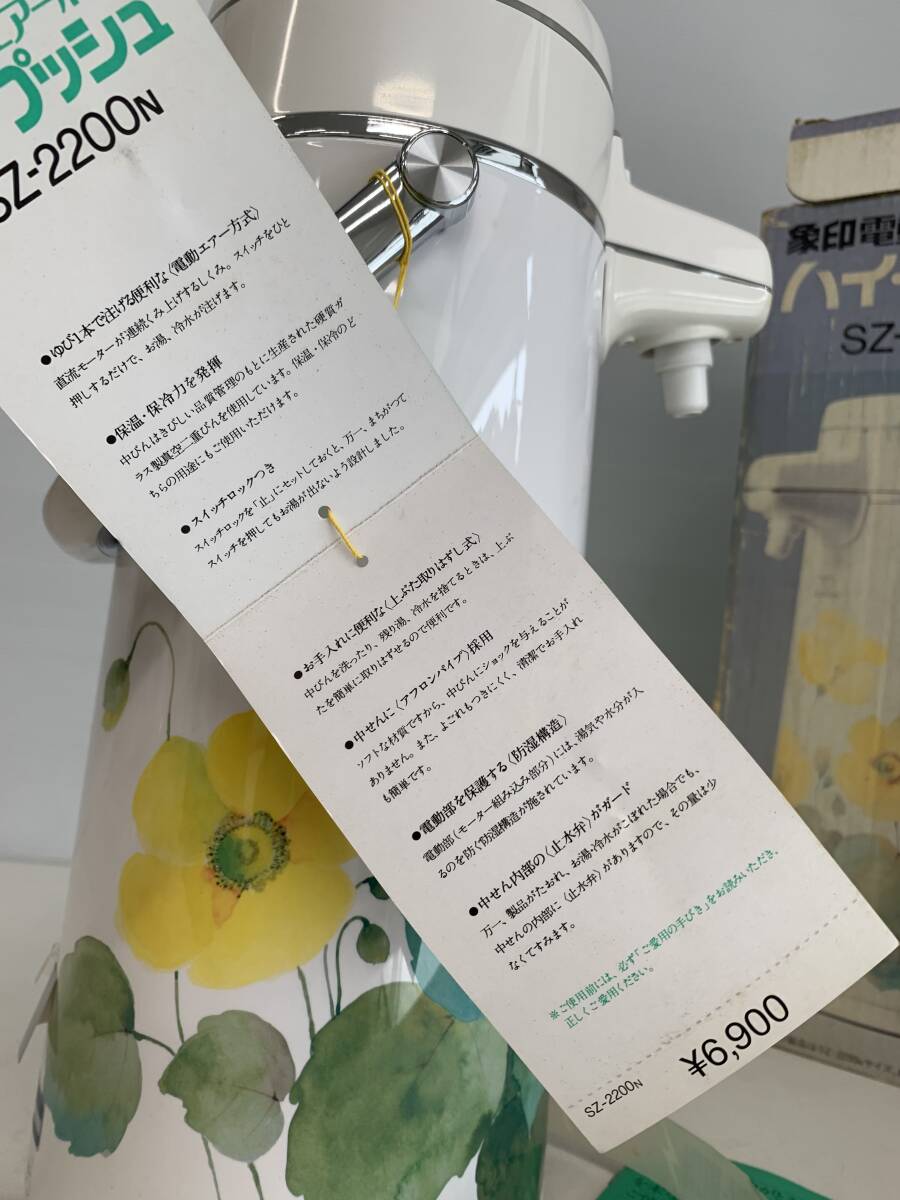 プッシュ
SZ-2200N
●ゆび1本で注げる便利な〈電動エアー方式〉
直流モーターが連続くみ上げするしくみ。スイッチをひと
押しするだけで、お湯、冷水が注げます。
●保温・保冷力を発揮
中びんはきびしい品質管理のもとに生産された硬質ガ
ラス製真空二重びんを使用しています。保温・保冷のど
ちらの用途にもご使用いただけます。
●スイッチロックつき
スイッチロックを「止」にセットしておくと、万一、まちがって
スイッチを押してもお湯が出ないよう設計しました。
●お手入れに便利な〈上ぶた取りはずし式〉
中びんを洗ったり、残り湯、冷水を捨てるときは、上ぶ
たを簡単に取りはずせるので便利です。
●中せんに〈アフロンパイプ〉採用
ソフトな材質ですから、中びんにショックを与えることが
ありません。また、よごれもつきにくく、清潔でお手入れ
も簡単です。
●電動部を保護する〈防湿構造〉
電動部（モーター組み込み部分）には、湯気や水分が入
るのを防ぐ防湿構造が施されています。
●中せん内部の〈止水弁〉がガード
万一、製品がたおれ、お湯・冷水がこぼれた場合でも、
中せんの内部に〈止水弁〉がありますので、その量は少
なくてすみます。
※ご使用前には、必ず「ご愛用の手びき」をお読みいただき、
正しくご愛用ください。
SZ-2200N
¥6,900
象印電
ハイ
SZ-